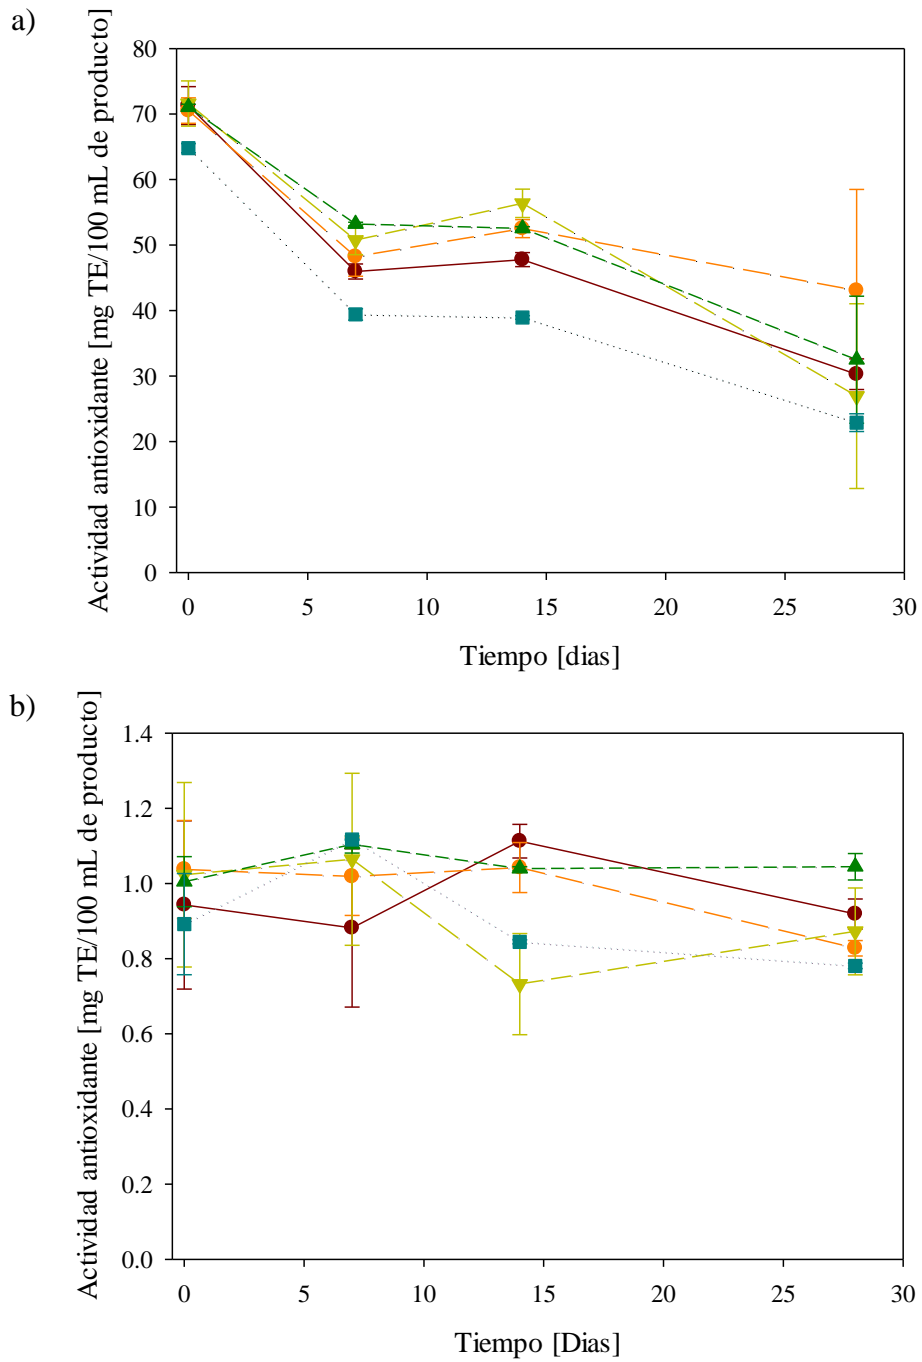 a)
Actividad antioxidante [mg TE/100 mL de producto]
80
70
60
50
40
30
20
10
0
0 5 10 15 20 25 30
Tiempo [dias]
b)
Actividad antioxidante [mg TE/100 mL de producto]
1.4
1.2
1.0
0.8
0.6
0.4
0.2
0.0
0 5 10 15 20 25 30
Tiempo [Dias]